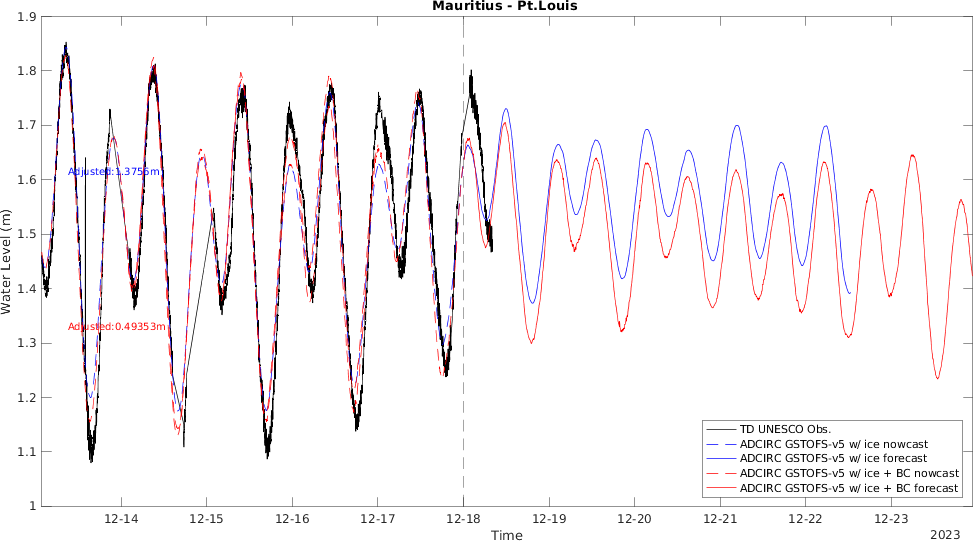 Mauritius - Pt.Louis
1.9
1.8
1.7
1.6
1.5
1.4
1.3
1.2
1.1
1
Water Level (m)
Adjusted:1.3756m
Adjusted:0.49353m
TD UNESCO Obs.
ADCIRC GSTOFS-v5 w/ ice nowcast
ADCIRC GSTOFS-v5 w/ ice forecast
ADCIRC GSTOFS-v5 w/ ice + BC nowcast
ADCIRC GSTOFS-v5 w/ ice + BC forecast
12-14 12-15 12-16 12-17 12-18 12-19 12-20 12-21 12-22 12-23
Time
2023